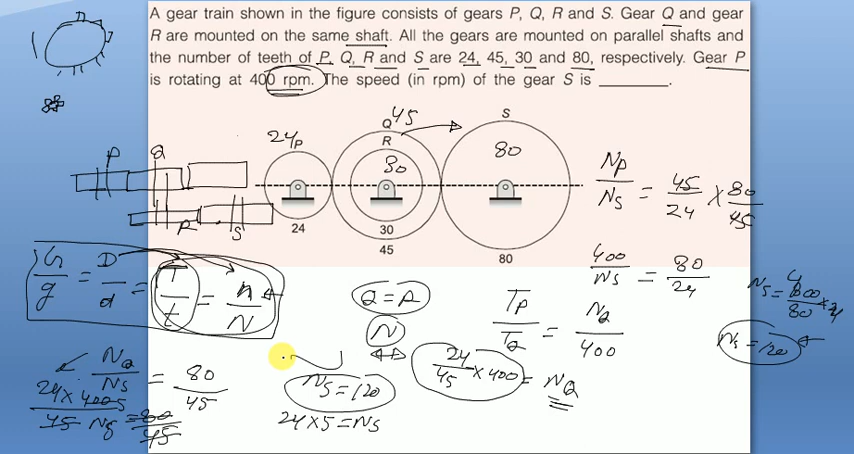 A gear train shown in the figure consists of gears P, Q, R and S. Gear Q and gear
R are mounted on the same shaft. All the gears are mounted on parallel shafts and
the number of teeth of P, Q, R and S are 24, 45, 30 and 80, respectively. Gear P
is rotating at 400 rpm. The speed (in rpm) of the gear S is ________.
24 P
Q 45
R
30
S
80
24
30
45
80
P Q
R S
G/g = D/d = T/t = n/N
Q = R
N
NP/NS = 45/24 × 80/45
400/NS = 80/24
NS = 120
TP/TQ = NQ/400
24/45 × 400 = NQ
NQ/NS = 80/45
NS = 120
24 × 5 = NS